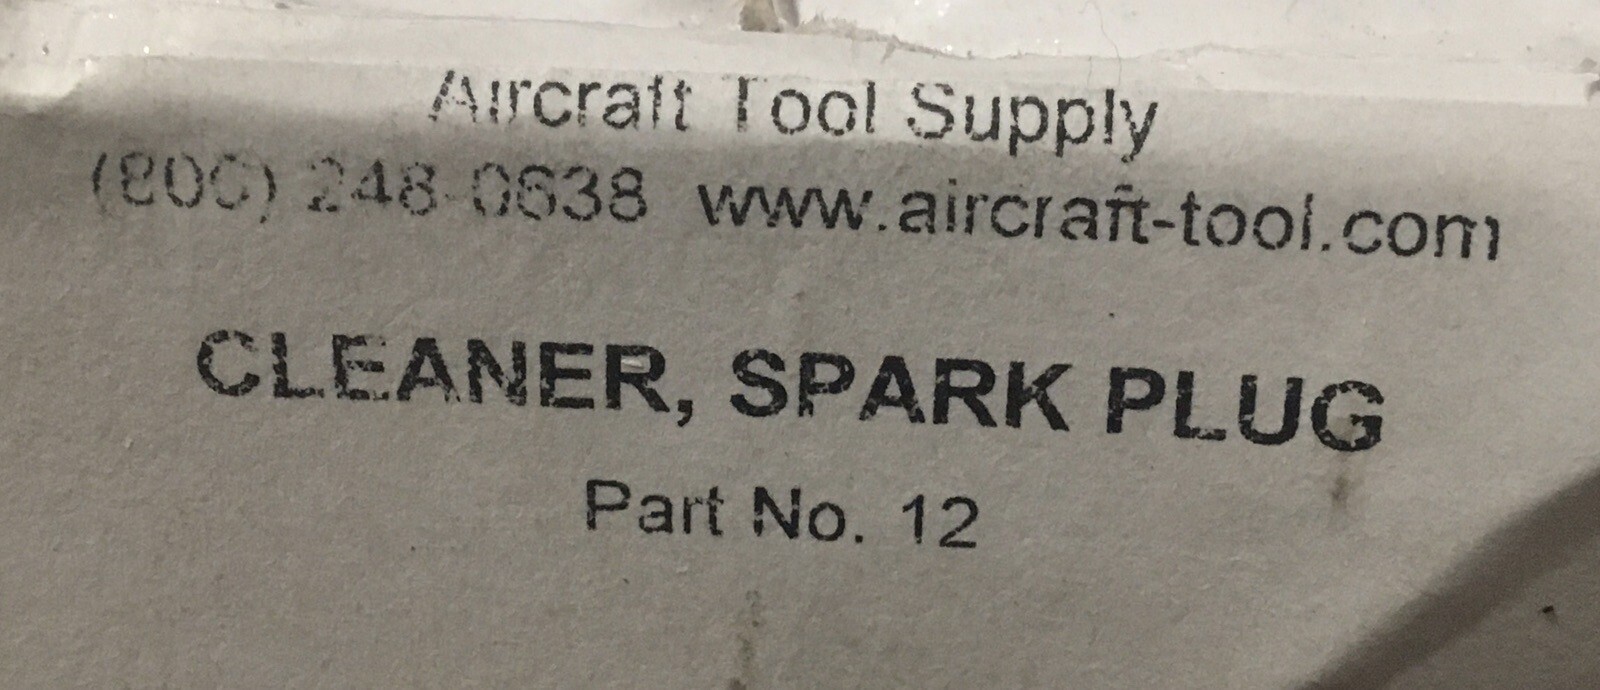 Aircraft Tool Supply
(800) 248-0638 www.aircraft-tool.com
CLEANER, SPARK PLUG
Part No. 12